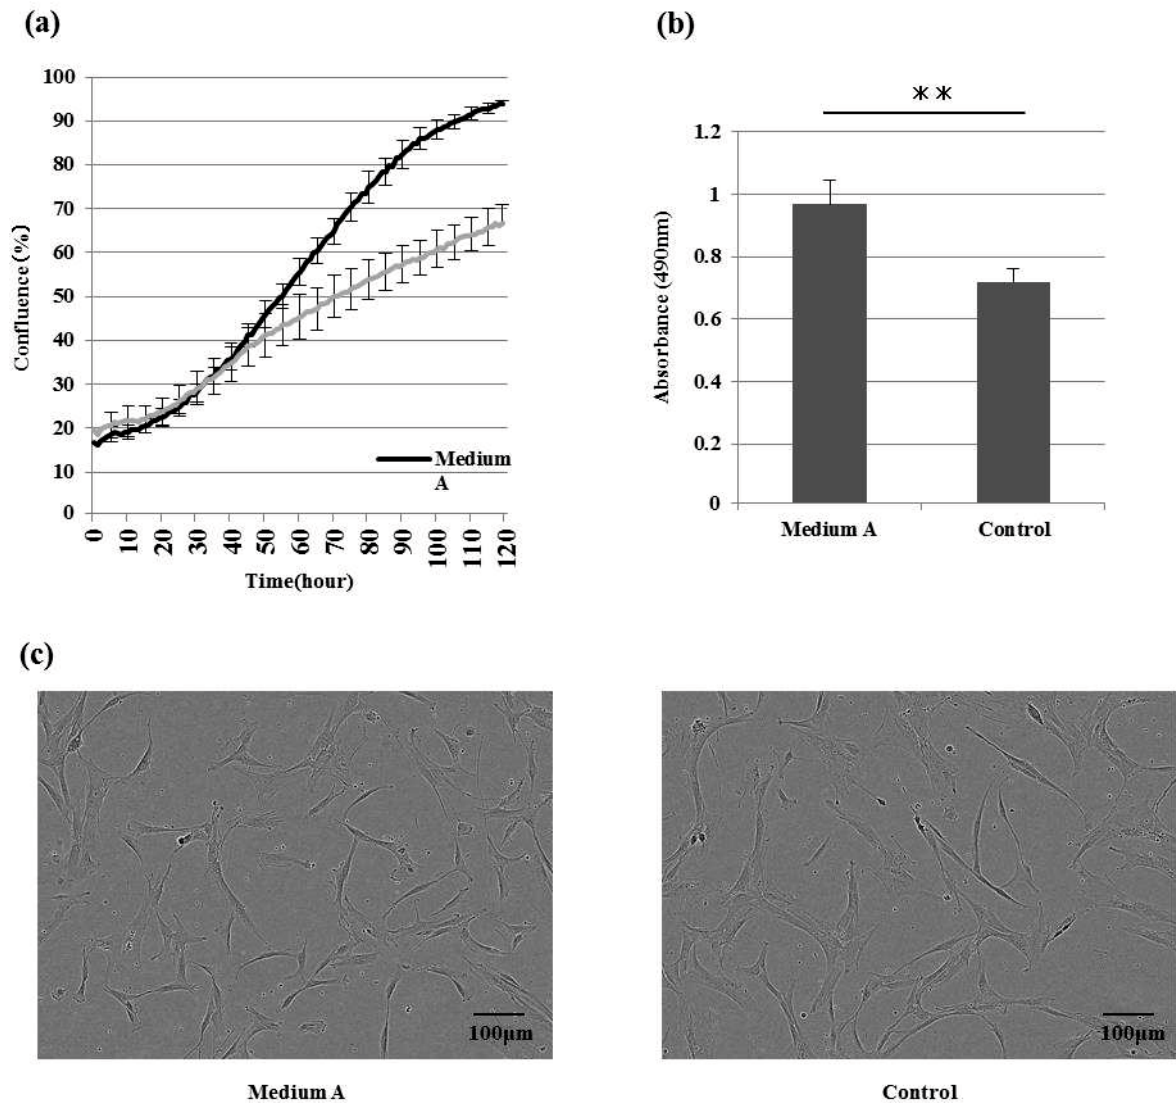 (a)
100
90
80
70
60
50
40
30
20
10
0
Confluence (%)
Medium
A
0 10 20 30 40 50 60 70 80 90 100 110 120
Time(hour)
(b)
**
1.2
1
0.8
0.6
0.4
0.2
0
Absorbance (490nm)
Medium A Control
(c)
100μm
100μm
Medium A
Control